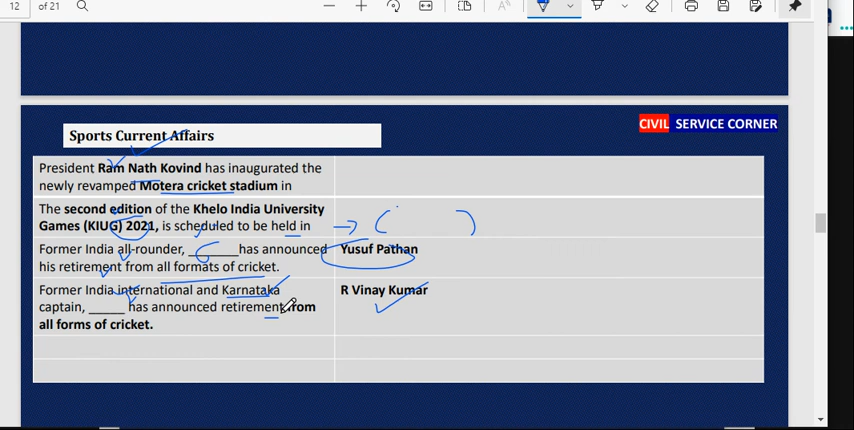 12 of 21
CIVIL SERVICE CORNER
Sports Current Affairs
President Ram Nath Kovind has inaugurated the
newly revamped Motera cricket stadium in
The second edition of the Khelo India University
Games (KIUG) 2021, is scheduled to be held in
Former India all-rounder, ________has announced
his retirement from all formats of cricket.
Yusuf Pathan
Former India international and Karnataka
captain, _____ has announced retirement from
all forms of cricket.
R Vinay Kumar